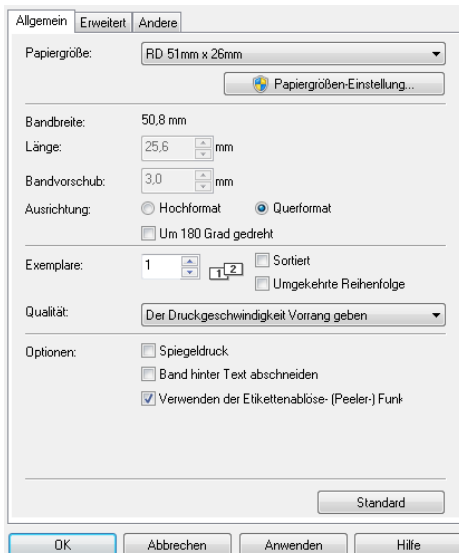 Allgemein Erweitert Andere
Papiergröße: RD 51mm x 26mm
Papiergrößen-Einstellung...
Bandbreite: 50,8 mm
Länge: 25,6 mm
Bandvorschub: 3,0 mm
Ausrichtung: Hochformat Querformat
Um 180 Grad gedreht
Exemplare: 1 1 2 Sortiert
Umgekehrte Reihenfolge
Qualität: Der Druckgeschwindigkeit Vorrang geben
Optionen: Spiegeldruck
Band hinter Text abschneiden
Verwenden der Etikettenablöse- (Peeler-) Funk
Standard
OK Abbrechen Anwenden Hilfe